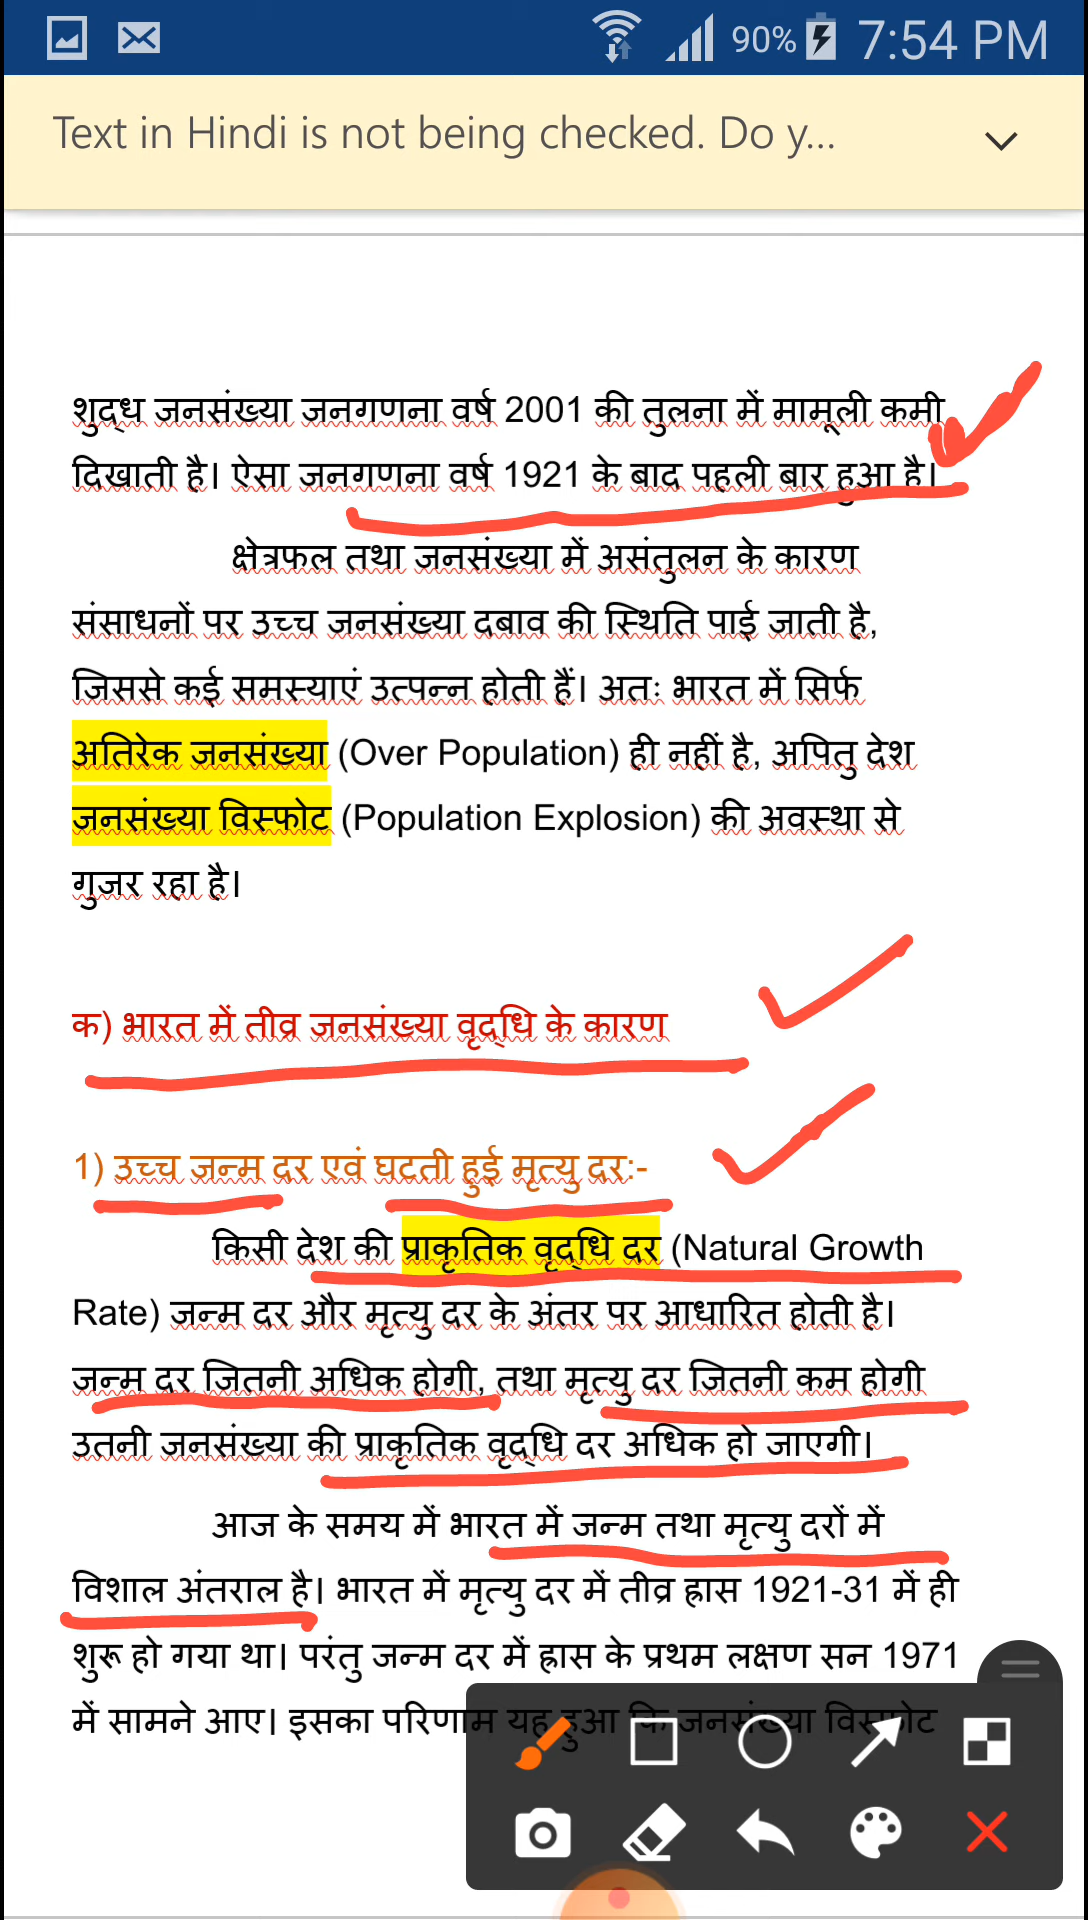 90% 7:54 PM
Text in Hindi is not being checked. Do y...
शुद्ध जनसंख्या जनगणना वर्ष 2001 की तुलना में मामूली कमी
दिखाती है। ऐसा जनगणना वर्ष 1921 के बाद पहली बार हुआ है।
क्षेत्रफल तथा जनसंख्या में असंतुलन के कारण
संसाधनों पर उच्च जनसंख्या दबाव की स्थिति पाई जाती है,
जिससे कई समस्याएं उत्पन्न होती हैं। अतः भारत में सिर्फ
अतिरेक जनसंख्या (Over Population) ही नहीं है, अपितु देश
जनसंख्या विस्फोट (Population Explosion) की अवस्था से
गुजर रहा है।
क) भारत में तीव्र जनसंख्या वृद्धि के कारण
1) उच्च जन्म दर एवं घटती हुई मृत्यु दर:-
किसी देश की प्राकृतिक वृद्धि दर (Natural Growth
Rate) जन्म दर और मृत्यु दर के अंतर पर आधारित होती है।
जन्म दर जितनी अधिक होगी, तथा मृत्यु दर जितनी कम होगी
उतनी जनसंख्या की प्राकृतिक वृद्धि दर अधिक हो जाएगी।
आज के समय में भारत में जन्म तथा मृत्यु दरों में
विशाल अंतराल है। भारत में मृत्यु दर में तीव्र ह्रास 1921-31 में ही
शुरू हो गया था। परंतु जन्म दर में ह्रास के प्रथम लक्षण सन 1971
में सामने आए। इसका परिणाम यह हुआ कि जनसंख्या विस्फोट